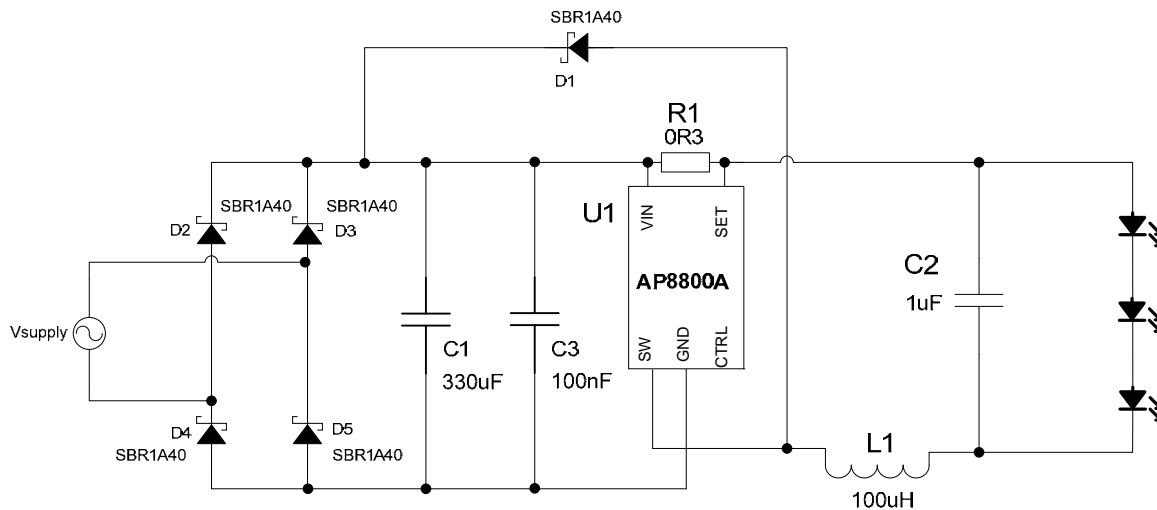 SBR1A40
D1
R1
0R3
SBR1A40
SBR1A40
D2
D3
U1
VIN
SET
AP8800A
SW
GND
CTRL
C2
1uF
Vsupply
C1
330uF
C3
100nF
D4
SBR1A40
D5
SBR1A40
L1
100uH